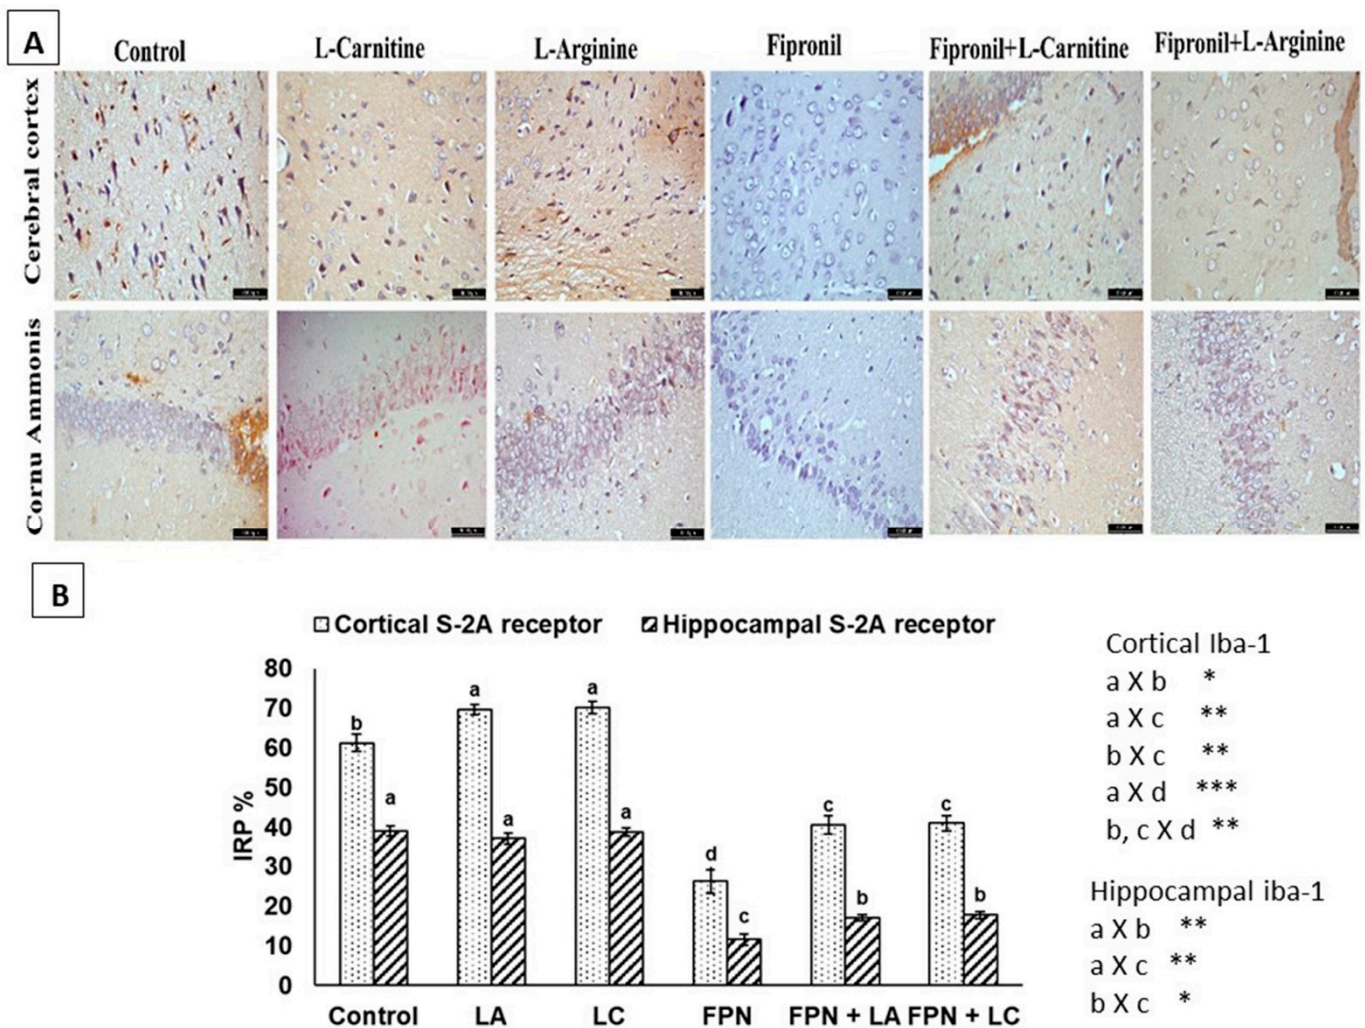 A
Control
L-Carnitine
L-Arginine
Fipronil
Fipronil+L-Carnitine
Fipronil+L-Arginine
Cerebral cortex
Cornu Ammonis
B
Cortical S-2A receptor
Hippocampal S-2A receptor
IRP %
80
70
60
50
40
30
20
10
0
b
a
a
a
a
a
d
c
c
b
c
b
Control
LA
LC
FPN
FPN + LA
FPN + LC
Cortical Iba-1
a X b *
a X c **
b X c **
a X d ***
b, c X d **
Hippocampal iba-1
a X b **
a X c **
b X c *